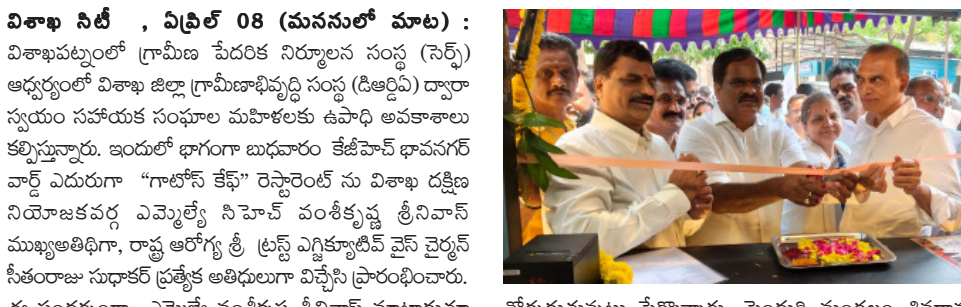 విశాఖ సిటీ , ఏప్రిల్ 08 (మననులో మాట) :
విశాఖపట్నంలో గ్రామీణ పేదరిక నిర్మూలన సంస్థ (సెర్ఫ్)
ఆధ్వర్యంలో విశాఖ జిల్లా గ్రామీణాభివృద్ధి సంస్థ (డిఆర్డిఏ) ద్వారా
స్వయం సహాయక సంఘాల మహిళలకు ఉపాధి అవకాశాలు
కల్పిస్తున్నారు. ఇందులో భాగంగా బుధవారం కేజీహెచ్ భావనగర్
వార్డ్ ఎదురుగా “గాటోస్ కేఫ్” రెస్టారెంట్ ను విశాఖ దక్షిణ
నియోజకవర్గ ఎమ్మెల్యే సిహెచ్ వంశీకృష్ణ శ్రీనివాస్
ముఖ్యఅతిథిగా, రాష్ట్ర ఆరోగ్య శ్రీ ట్రస్ట్ ఎగ్జిక్యూటివ్ వైస్ చైర్మన్
సీతంరాజు సుధాకర్ ప్రత్యేక అతిధులుగా విచ్చేసి ప్రారంభించారు.